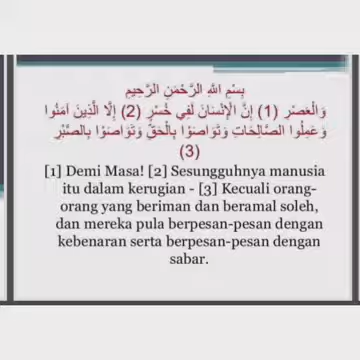 بِسْمِ اللهِ الرَّحْمَنِ الرَّحِيمِ
وَالْعَصْرِ (1) إِنَّ الْإِنْسَانَ لَفِي خُسْرٍ (2) إِلَّا الَّذِينَ آمَنُوا
وَعَمِلُوا الصَّالِحَاتِ وَتَوَاصَوْا بِالْحَقِّ وَتَوَاصَوْا بِالصَّبْرِ
(3)
[1] Demi Masa! [2] Sesungguhnya manusia
itu dalam kerugian - [3] Kecuali orang-
orang yang beriman dan beramal soleh,
dan mereka pula berpesan-pesan dengan
kebenaran serta berpesan-pesan dengan
sabar.